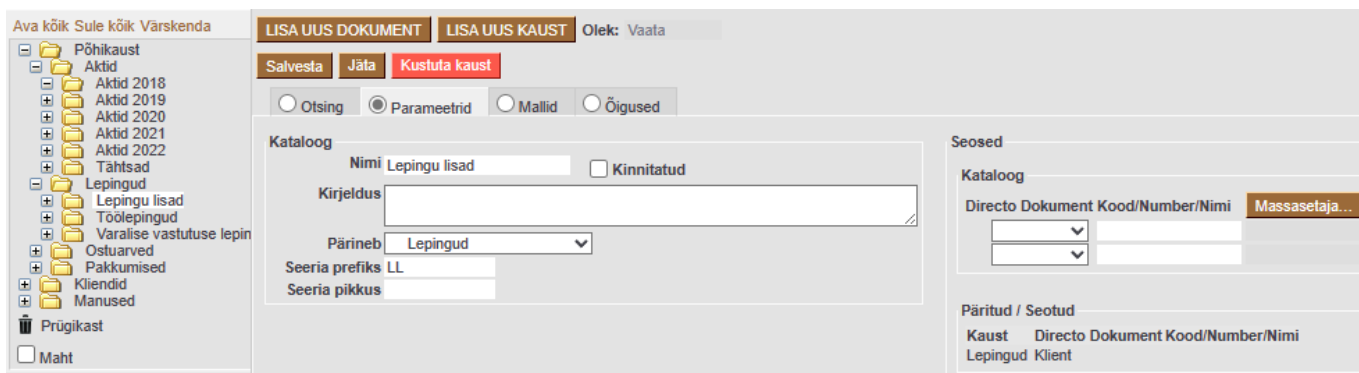 Ava kõik Sule kõik Värskenda
Põhikaust
Aktid
Aktid 2018
Aktid 2019
Aktid 2020
Aktid 2021
Aktid 2022
Tähtsad
Lepingud
Lepingu lisad
Töölepingud
Varalise vastutuse lepin
Ostuarved
Pakkumised
Kliendid
Manused
Prügikast
Maht
LISA UUS DOKUMENT LISA UUS KAUST Olek: Vaata
Salvesta Jäta Kustuta kaust
Otsing Parameetrid Mallid Õigused
Kataloog
Nimi Lepingu lisad Kinnitatud
Kirjeldus
Pärineb Lepingud
Seeria prefiks LL
Seeria pikkus
Seosed
Kataloog
Directo Dokument Kood/Number/Nimi Massasetaja...
Päritud / Seotud
Kaust Directo Dokument Kood/Number/Nimi
Lepingud Klient